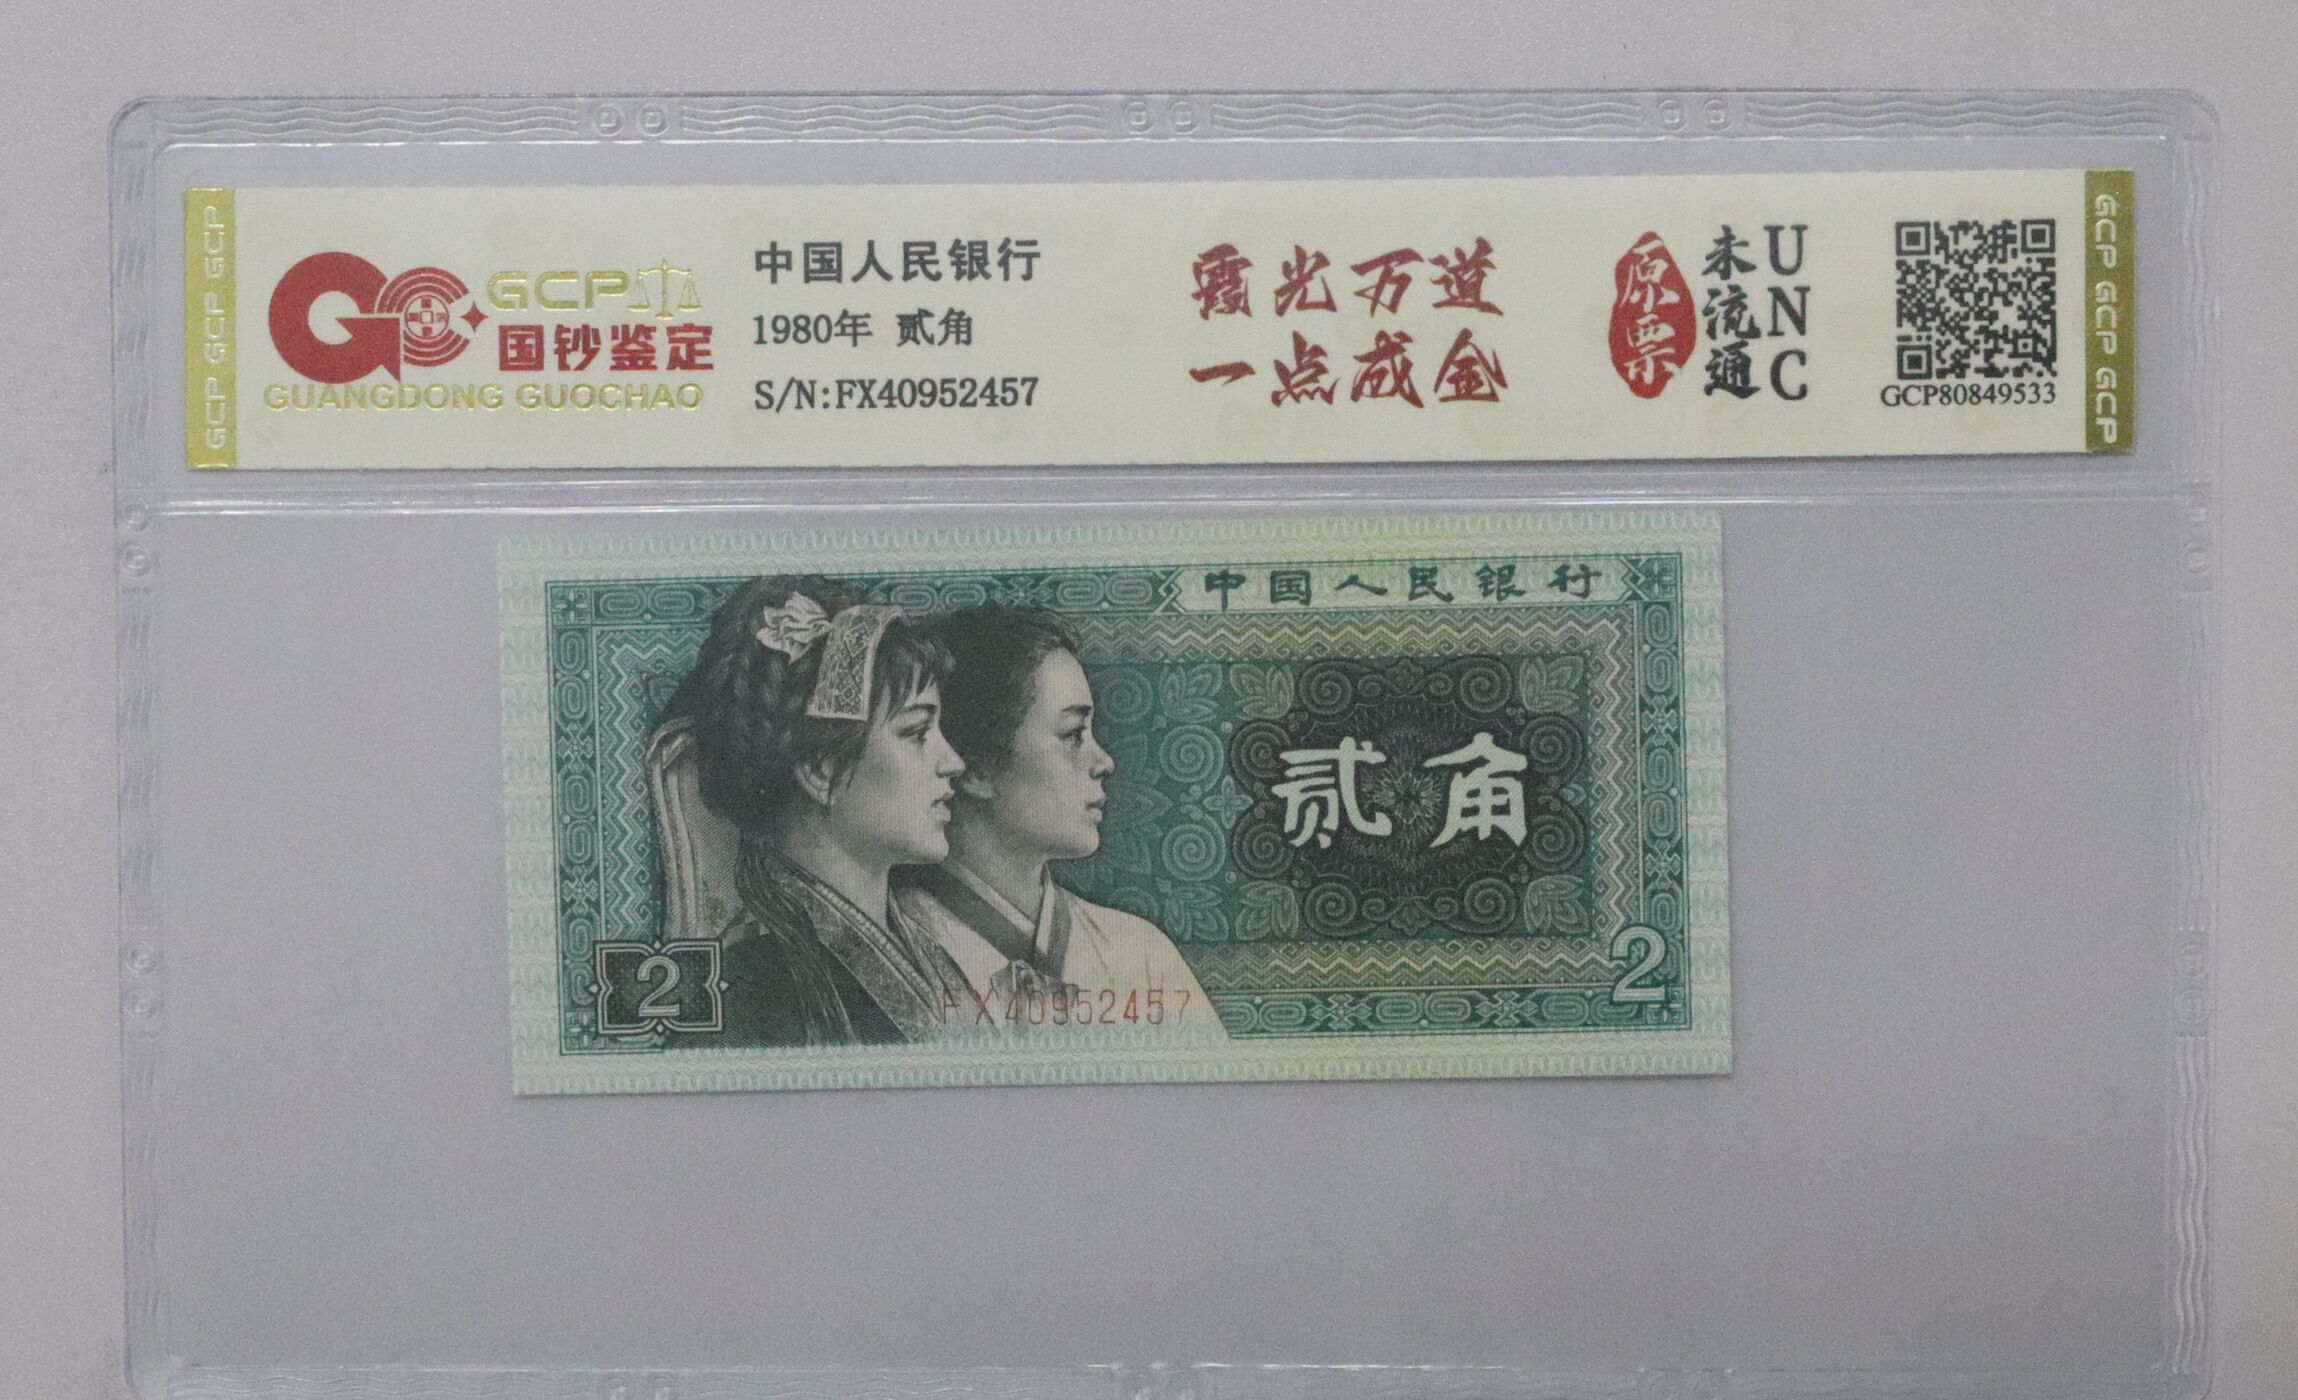 GCP GCP GCP
GCP
国钞鉴定
GUANGDONG GUOCHAO
中国人民银行
1980年 贰角
S/N:FX40952457
霞光万道
一点成金
原票
未流通
UNC
GCP80849533
GCP GCP GCP
中国人民银行
贰角
2
2
FX40952457